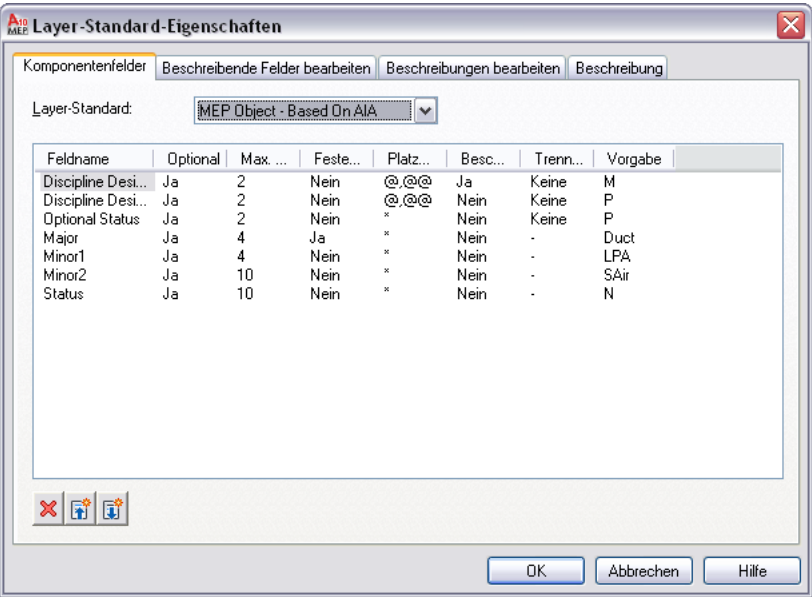 A10 MEP Layer-Standard-Eigenschaften
Komponentenfelder Beschreibende Felder bearbeiten Beschreibungen bearbeiten Beschreibung
Layer-Standard: MEP Object - Based On AIA
Feldname Optional Max. ... Feste... Platz... Besc... Trenn... Vorgabe
Discipline Desi... Ja 2 Nein @,@@ Ja Keine M
Discipline Desi... Ja 2 Nein @,@@ Nein Keine P
Optional Status Ja 2 Nein * Nein Keine P
Major Ja 4 Ja * Nein - Duct
Minor1 Ja 4 Nein * Nein - LPA
Minor2 Ja 10 Nein * Nein - SAir
Status Ja 10 Nein * Nein - N
OK Abbrechen Hilfe